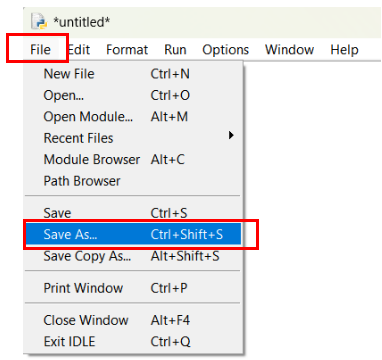 *untitled*
File Edit Format Run Options Window Help
New File Ctrl+N
Open... Ctrl+O
Open Module... Alt+M
Recent Files
Module Browser Alt+C
Path Browser
Save Ctrl+S
Save As... Ctrl+Shift+S
Save Copy As... Alt+Shift+S
Print Window Ctrl+P
Close Window Alt+F4
Exit IDLE Ctrl+Q